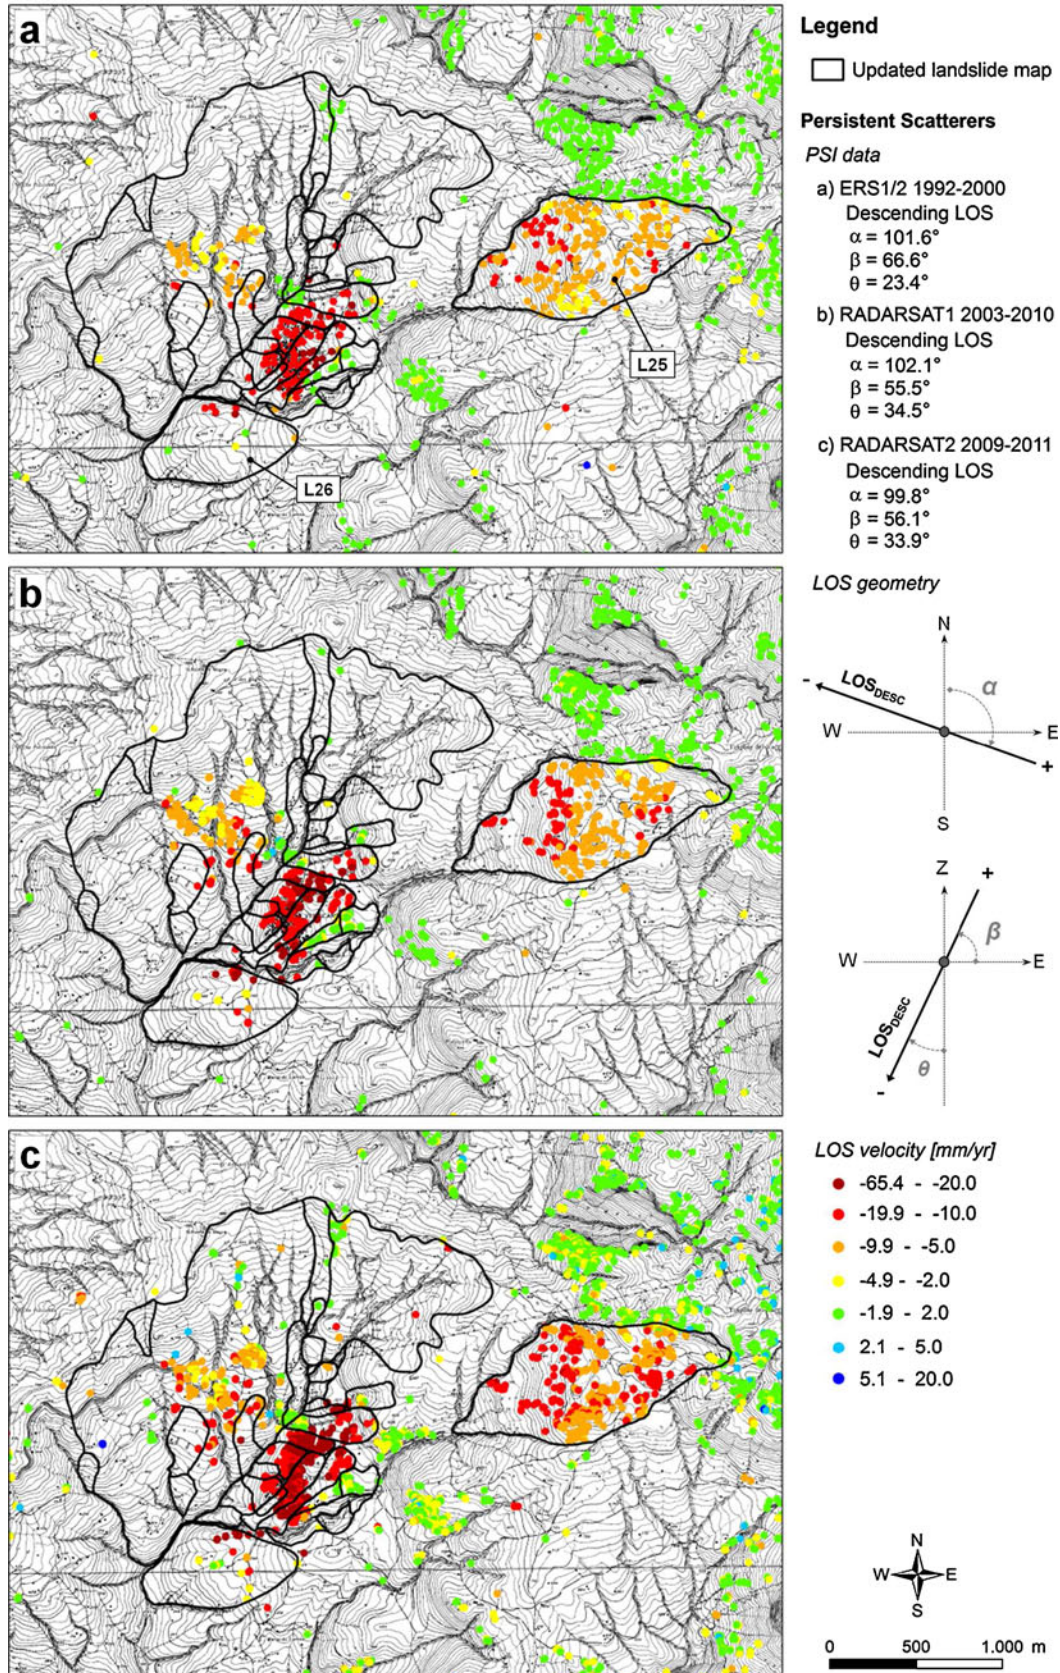 a
L25
L26
b
c
Legend
Updated landslide map
Persistent Scatterers
PSI data
a) ERS1/2 1992-2000
Descending LOS
α = 101.6°
β = 66.6°
θ = 23.4°
b) RADARSAT1 2003-2010
Descending LOS
α = 102.1°
β = 55.5°
θ = 34.5°
c) RADARSAT2 2009-2011
Descending LOS
α = 99.8°
β = 56.1°
θ = 33.9°
LOS geometry
N
- LOS DESC α
W E
+
S
Z
+
β
W E
LOS DESC
θ
-
LOS velocity [mm/yr]
-65.4 - -20.0
-19.9 - -10.0
-9.9 - -5.0
-4.9 - -2.0
-1.9 - 2.0
2.1 - 5.0
5.1 - 20.0
N
W E
S
0 500 1.000 m